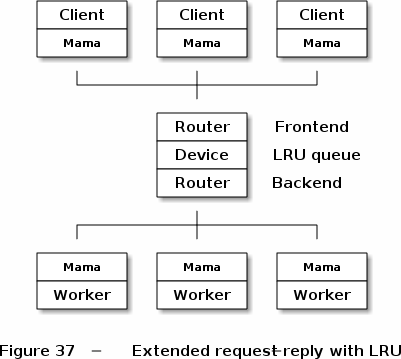 Client Client Client
Mama Mama Mama
Router Frontend
Device LRU queue
Router Backend
Mama Mama Mama
Worker Worker Worker
Figure 37 – Extended request-reply with LRU